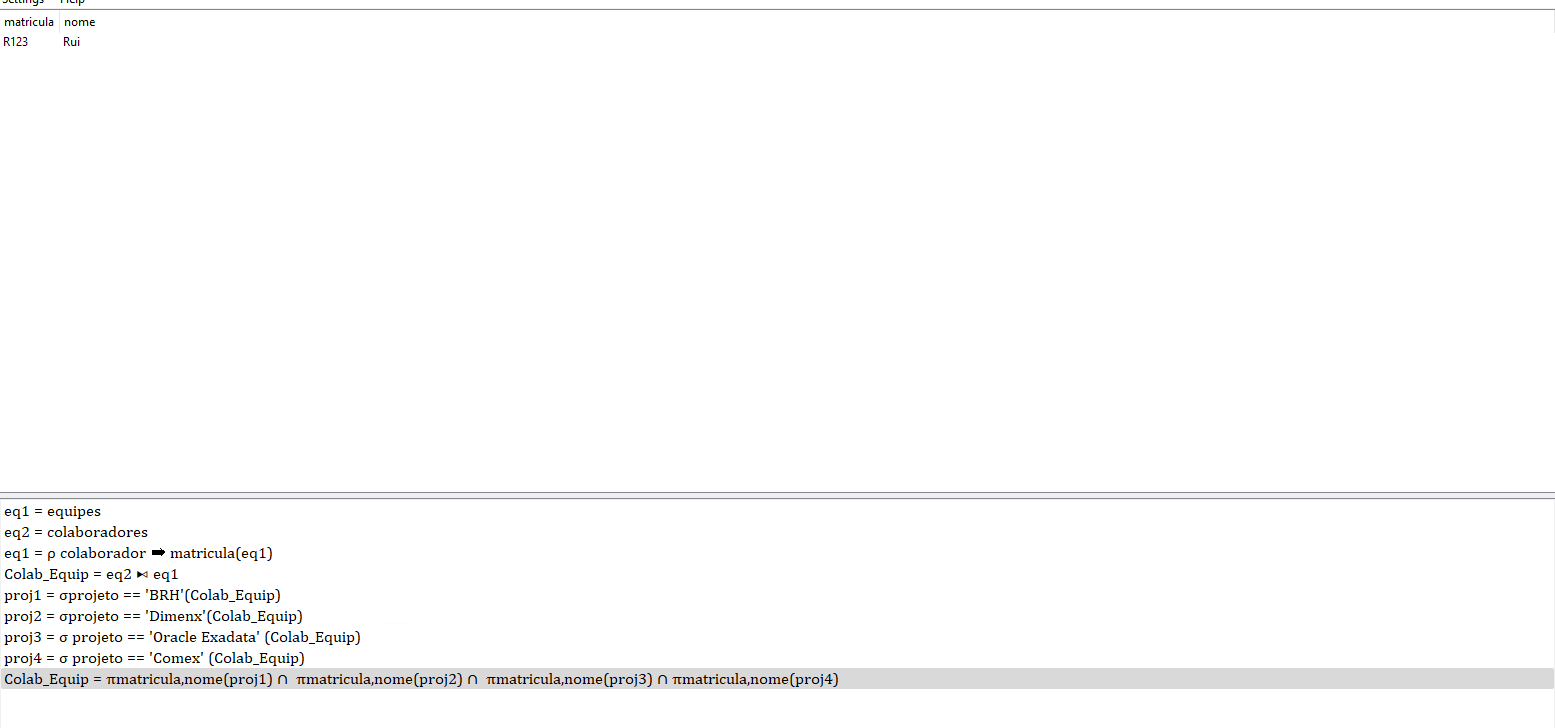 Settings Help
matricula nome
R123 Rui
eq1 = equipes
eq2 = colaboradores
eq1 = ρ colaborador ➡ matricula(eq1)
Colab_Equip = eq2 ⋈ eq1
proj1 = σprojeto == 'BRH'(Colab_Equip)
proj2 = σprojeto == 'Dimenx'(Colab_Equip)
proj3 = σ projeto == 'Oracle Exadata' (Colab_Equip)
proj4 = σ projeto == 'Comex' (Colab_Equip)
Colab_Equip = πmatricula,nome(proj1) ∩ πmatricula,nome(proj2) ∩ πmatricula,nome(proj3) ∩ πmatricula,nome(proj4)